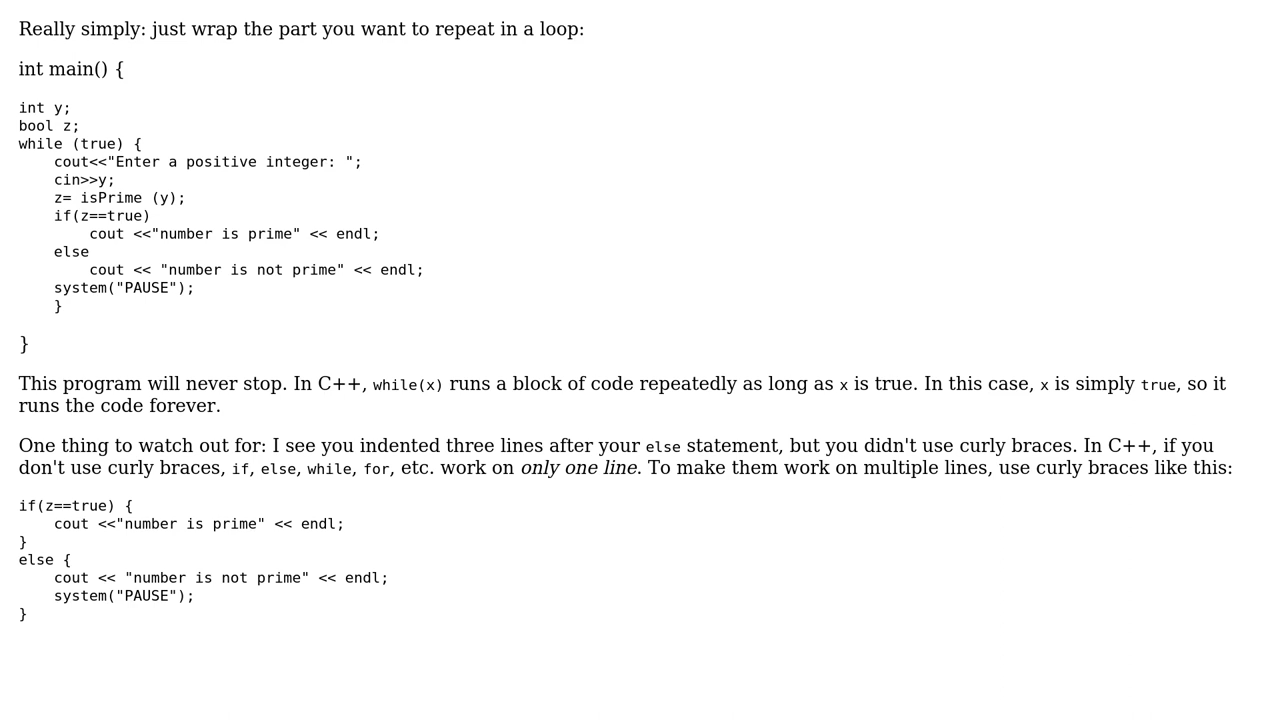 Really simply: just wrap the part you want to repeat in a loop:
int main() {
int y;
bool z;
while (true) {
    cout<<"Enter a positive integer: ";
    cin>>y;
    z= isPrime (y);
    if(z==true)
        cout <<"number is prime" << endl;
    else
        cout << "number is not prime" << endl;
    system("PAUSE");
    }
}
This program will never stop. In C++, while(x) runs a block of code repeatedly as long as x is true. In this case, x is simply true, so it
runs the code forever.
One thing to watch out for: I see you indented three lines after your else statement, but you didn't use curly braces. In C++, if you
don't use curly braces, if, else, while, for, etc. work on only one line. To make them work on multiple lines, use curly braces like this:
if(z==true) {
    cout <<"number is prime" << endl;
}
else {
    cout << "number is not prime" << endl;
    system("PAUSE");
}